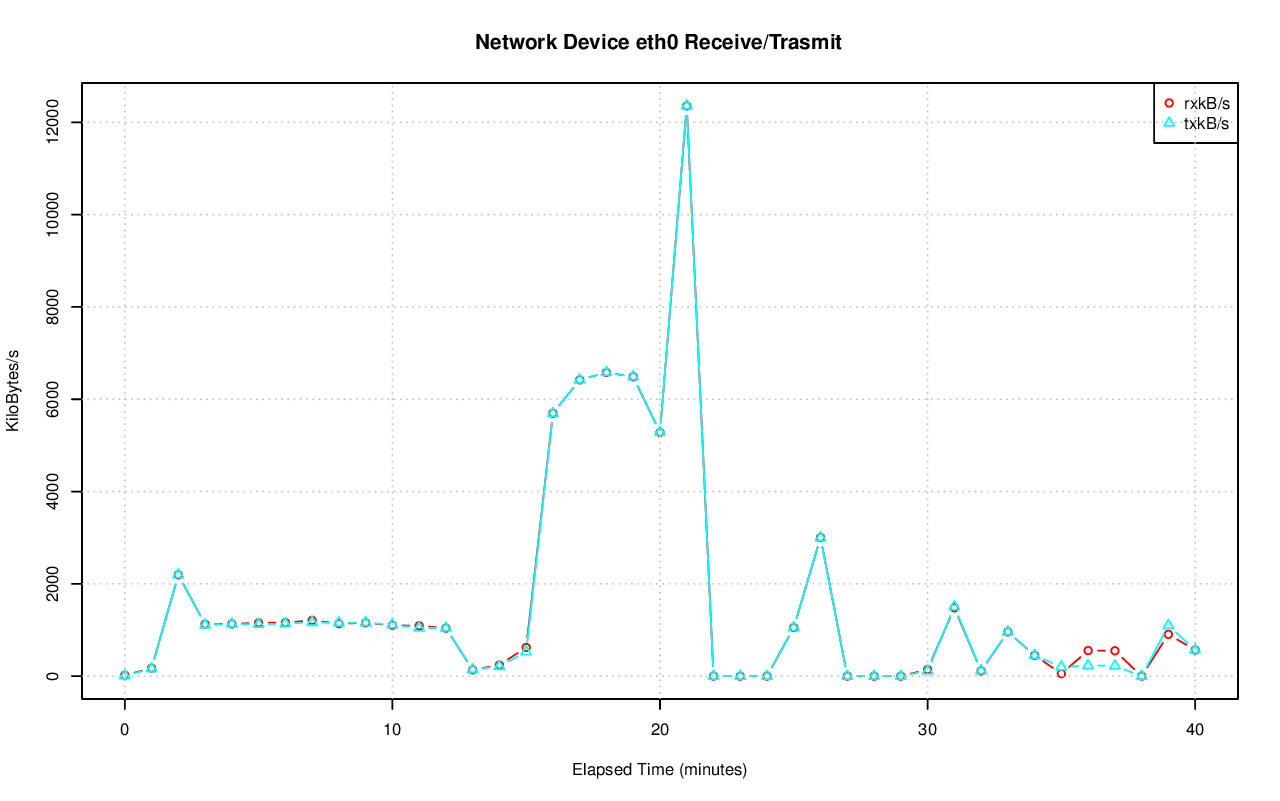 Network Device eth0 Receive/Trasmit
rxkB/s
txkB/s
12000
10000
8000
6000
4000
2000
0
KiloBytes/s
0 10 20 30 40
Elapsed Time (minutes)